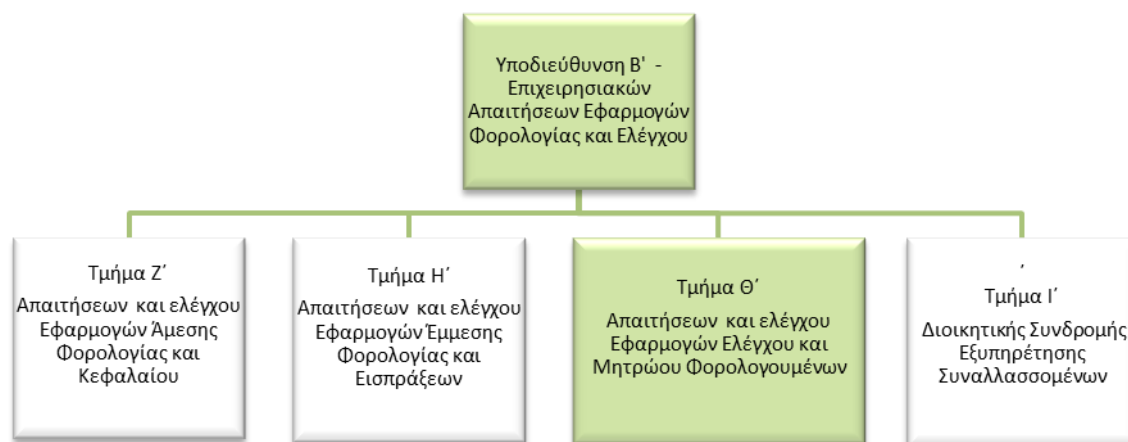 Υποδιεύθυνση Β' -
Επιχειρησιακών
Απαιτήσεων Εφαρμογών
Φορολογίας και Ελέγχου
Τμήμα Ζ΄
Απαιτήσεων και ελέγχου
Εφαρμογών Άμεσης
Φορολογίας και
Κεφαλαίου
Τμήμα Η΄
Απαιτήσεων και ελέγχου
Εφαρμογών Έμμεσης
Φορολογίας και
Εισπράξεων
Τμήμα Θ΄
Απαιτήσεων και ελέγχου
Εφαρμογών Ελέγχου και
Μητρώου Φορολογουμένων
΄
Τμήμα Ι΄
Διοικητικής Συνδρομής
Εξυπηρέτησης
Συναλλασσομένων